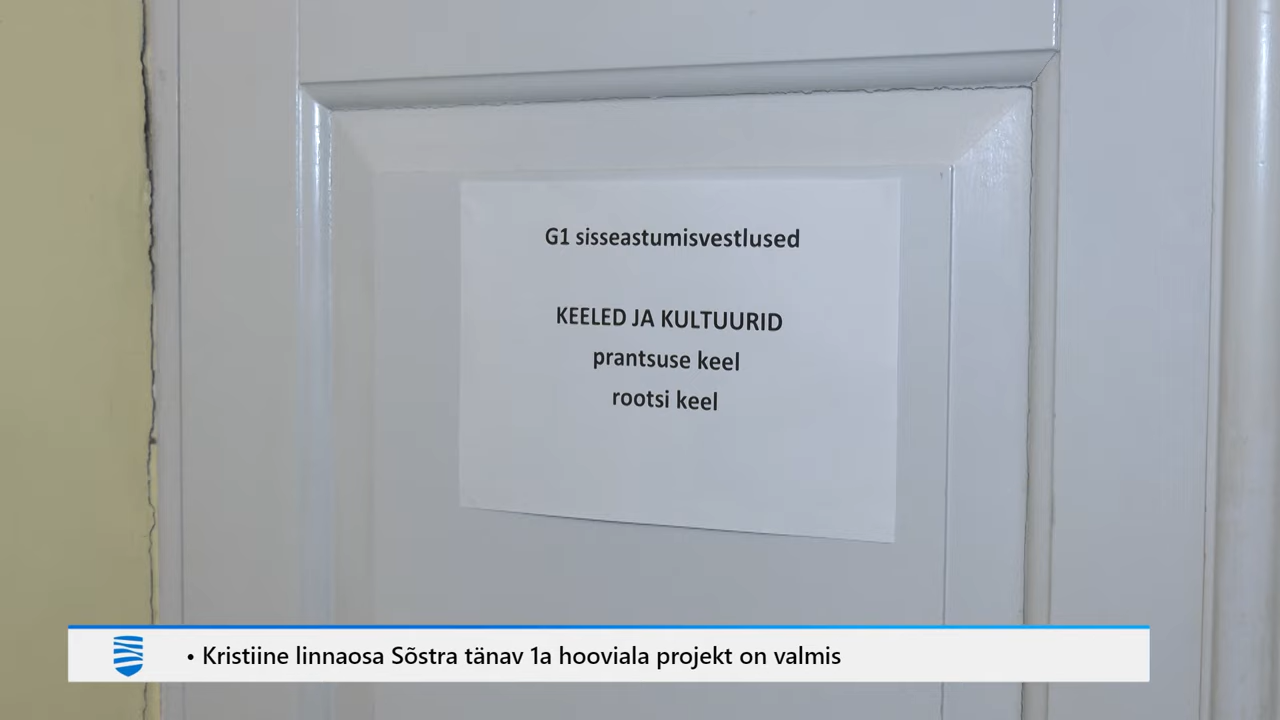 G1 sisseastumisvestlused
KEELED JA KULTUURID
prantsuse keel
rootsi keel
• Kristiine linnaosa Sõstra tänav 1a hooviala projekt on valmis